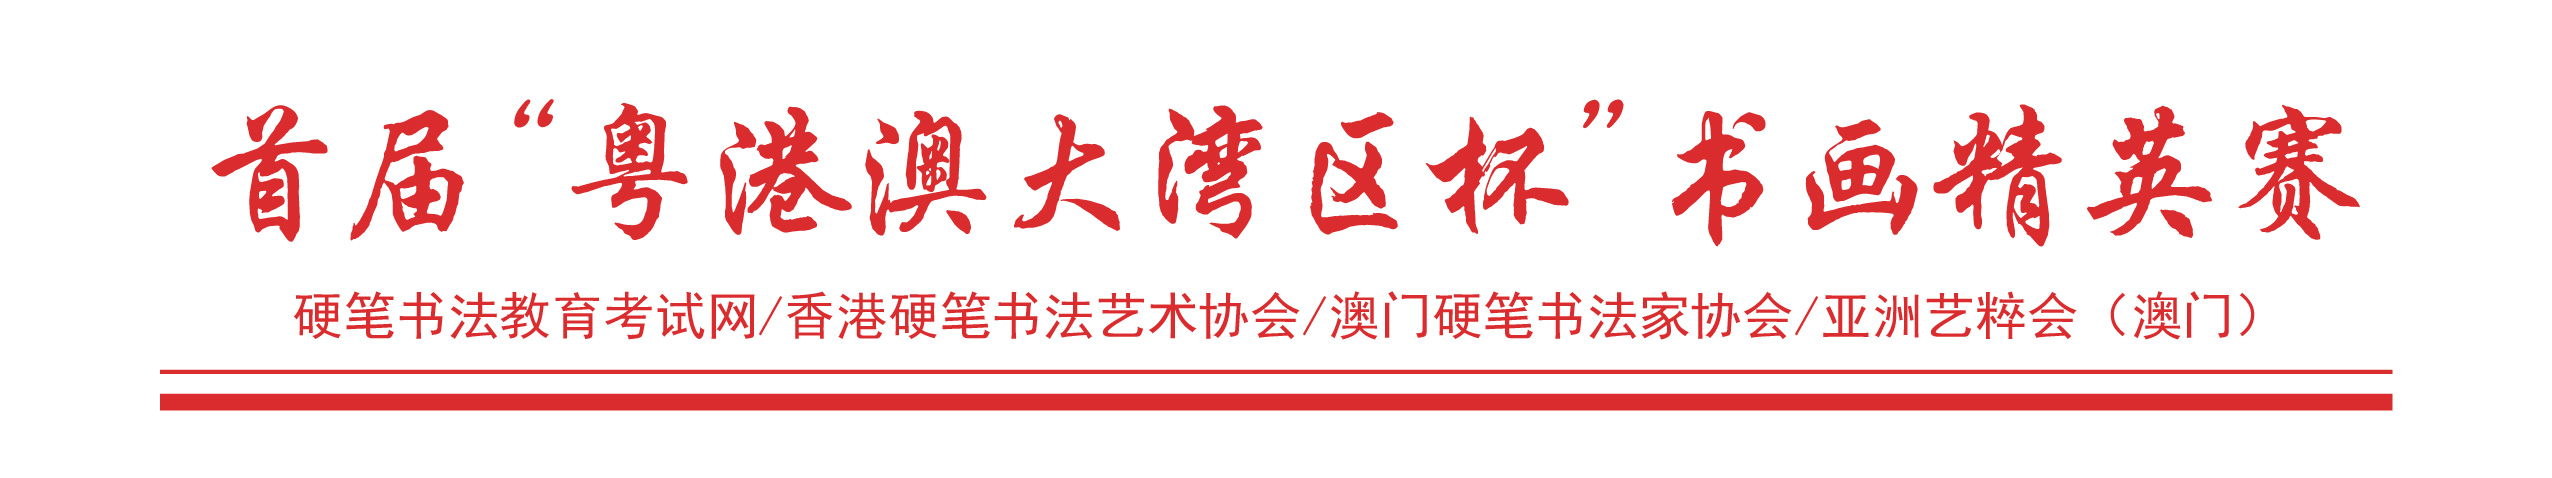 首届“粤港澳大湾区杯”书画精英赛
硬笔书法教育考试网/香港硬笔书法艺术协会/澳门硬笔书法家协会/亚洲艺粹会（澳门）